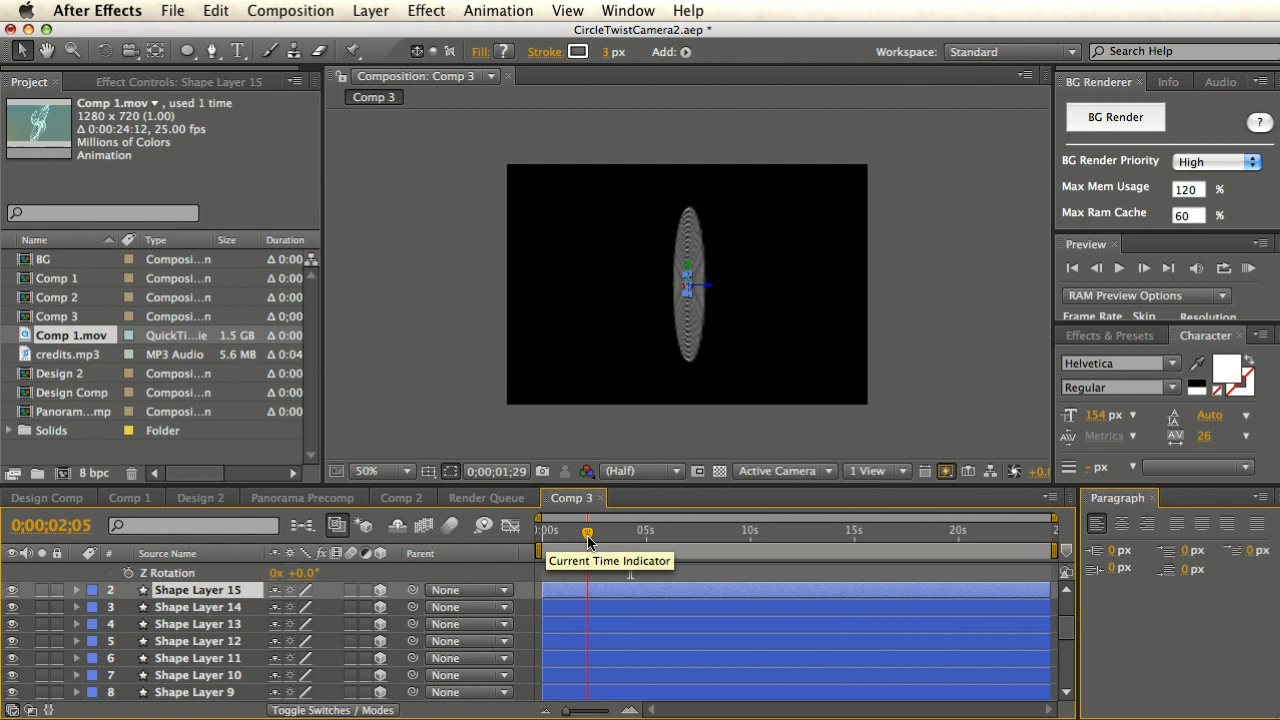 After Effects File Edit Composition Layer Effect Animation View Window Help
CircleTwistCamera2.aep *
T Fill: ? Stroke: 3 px Add: Workspace: Standard Search Help
Project × Effect Controls: Shape Layer 15
Composition: Comp 3
BG Renderer × Info Audio
Comp 3
Comp 1.mov ▼ , used 1 time
1280 x 720 (1.00)
Δ 0:00:24:12, 25.00 fps
Millions of Colors
Animation
BG Render ?
BG Render Priority High
Max Mem Usage 120 %
Max Ram Cache 60 %
Name Type Size Duration
BG Composi...n Δ 0:00
Comp 1 Composi...n Δ 0:00
Comp 2 Composi...n Δ 0:00
Comp 3 Composi...n Δ 0;00
Comp 1.mov QuickTi...ie 1.5 GB Δ 0:00
credits.mp3 MP3 Audio 5.6 MB Δ 0:04
Design 2 Composi...n Δ 0:00
Design Comp Composi...n Δ 0:00
Panoram...mp Composi...n Δ 0:00
Solids Folder
8 bpc
Preview ×
RAM Preview Options
Frame Rate Skip Resolution
Effects & Presets Character ×
Helvetica
Regular
154 px Auto
Metrics 26
- px
50% 0;00;01;29 (Half) Active Camera 1 View +0.0
Design Comp Comp 1 Design 2 Panorama Precomp Comp 2 Render Queue Comp 3 ×
Paragraph ×
0;00;02;05
:00s 05s 10s 15s 20s 2
# Source Name Parent
Current Time Indicator
0 px 0 px 0 px
0 px 0 px
Z Rotation 0x +0.0°
2 Shape Layer 15 None
3 Shape Layer 14 None
4 Shape Layer 13 None
5 Shape Layer 12 None
6 Shape Layer 11 None
7 Shape Layer 10 None
8 Shape Layer 9 None
Toggle Switches / Modes